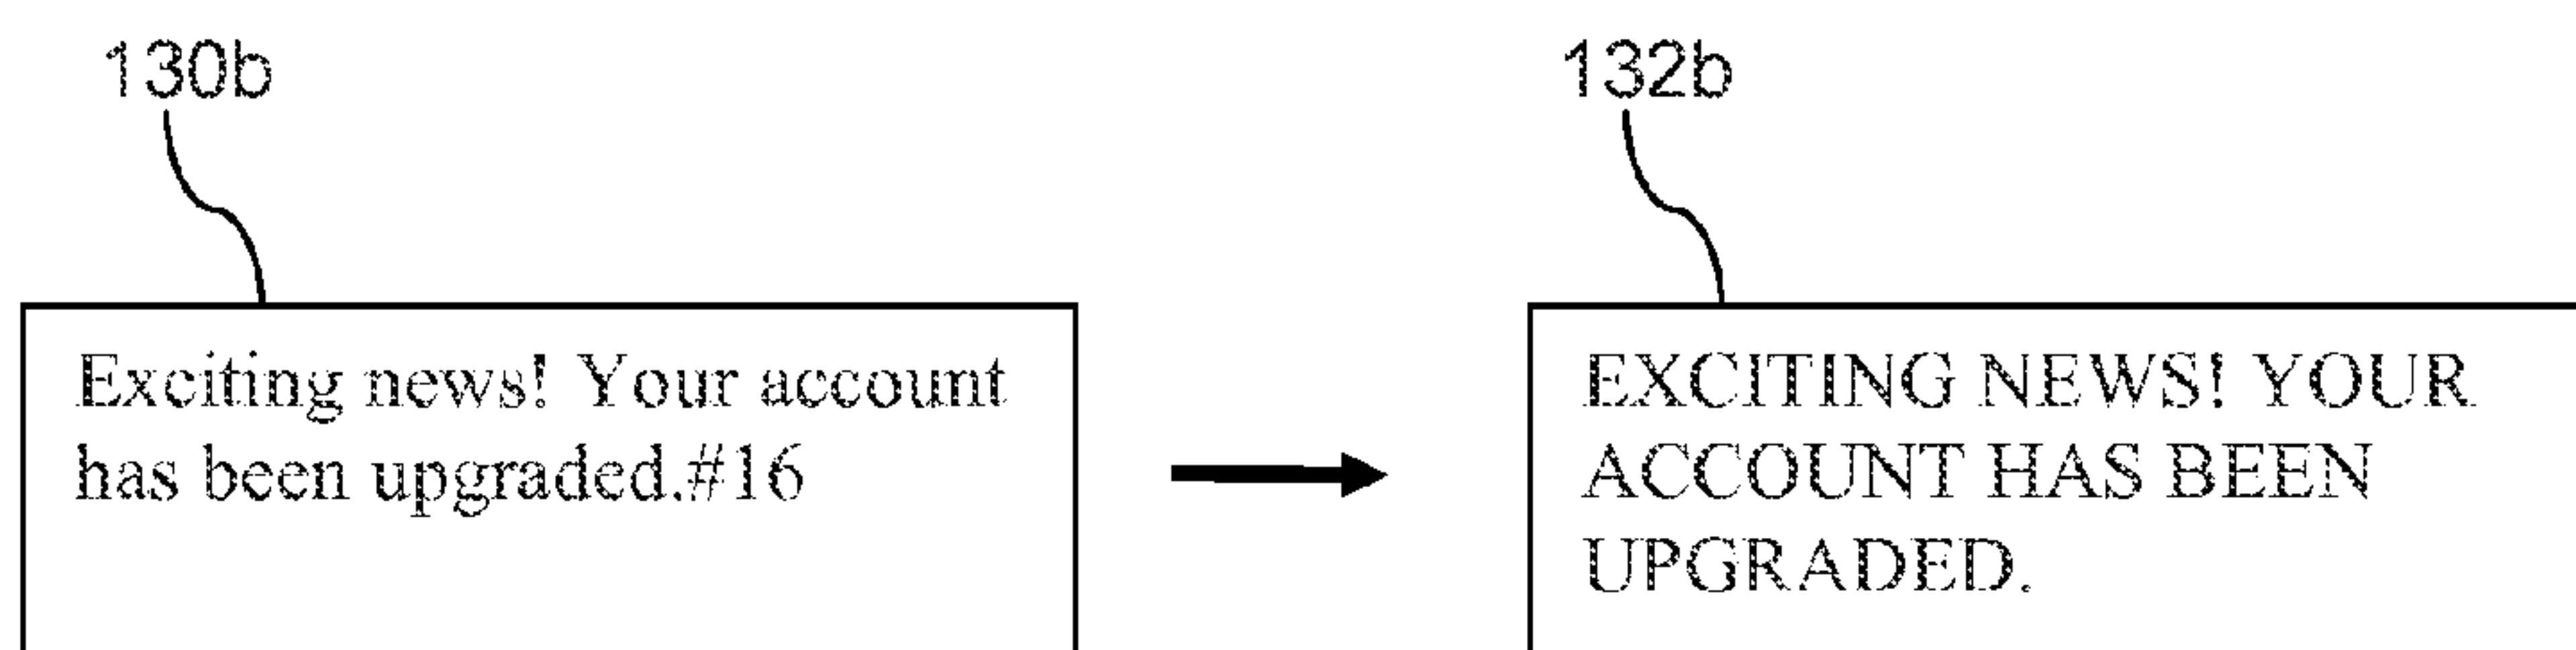 130b
132b
Exciting news! Your account
has been upgraded.#16
EXCITING NEWS! YOUR
ACCOUNT HAS BEEN
UPGRADED.